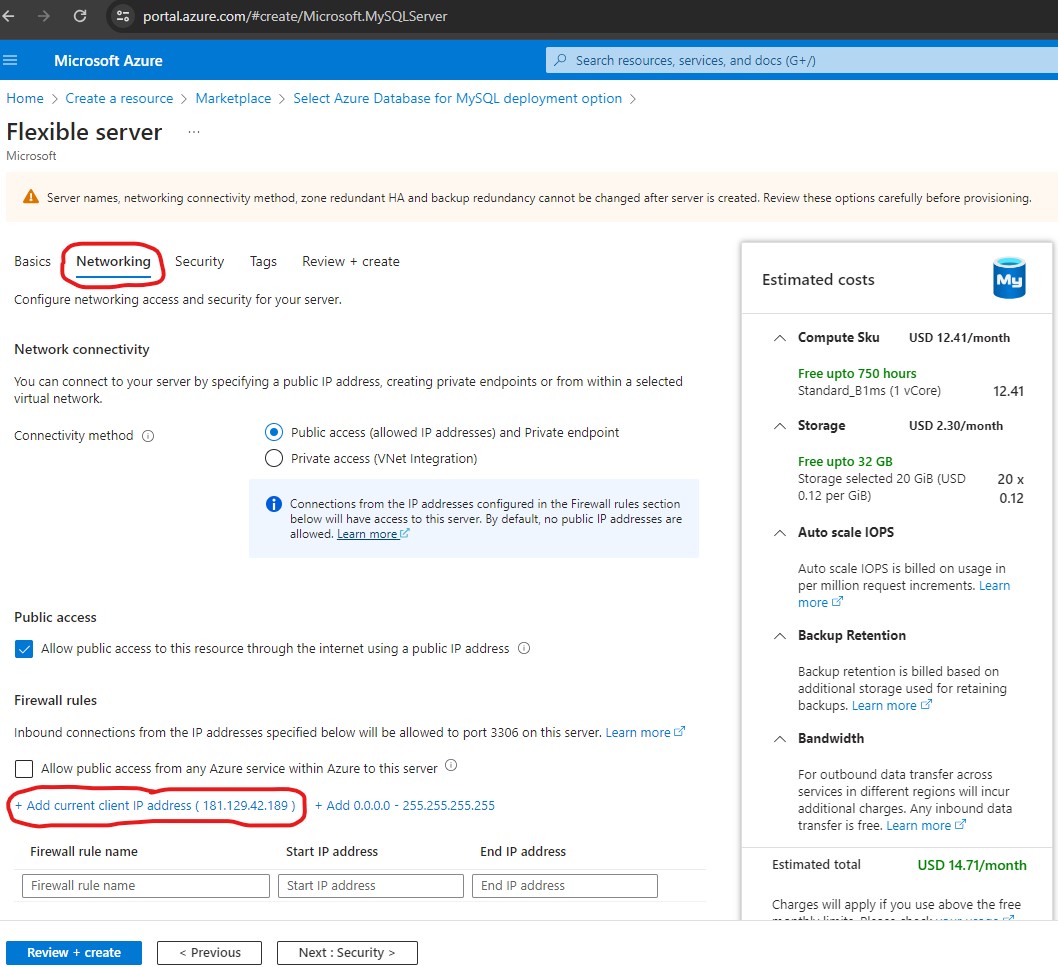 portal.azure.com/#create/Microsoft.MySQLServer
Microsoft Azure
Search resources, services, and docs (G+/)
Home > Create a resource > Marketplace > Select Azure Database for MySQL deployment option >
Flexible server ...
Microsoft
Server names, networking connectivity method, zone redundant HA and backup redundancy cannot be changed after server is created. Review these options carefully before provisioning.
Basics Networking Security Tags Review + create
Configure networking access and security for your server.
Network connectivity
You can connect to your server by specifying a public IP address, creating private endpoints or from within a selected
virtual network.
Connectivity method
Public access (allowed IP addresses) and Private endpoint
Private access (VNet Integration)
Connections from the IP addresses configured in the Firewall rules section
below will have access to this server. By default, no public IP addresses are
allowed. Learn more
Public access
Allow public access to this resource through the internet using a public IP address
Firewall rules
Inbound connections from the IP addresses specified below will be allowed to port 3306 on this server. Learn more
Allow public access from any Azure service within Azure to this server
+ Add current client IP address ( 181.129.42.189 ) + Add 0.0.0.0 - 255.255.255.255
Firewall rule name Start IP address End IP address
Firewall rule name Start IP address End IP address
Estimated costs
My
Compute Sku USD 12.41/month
Free upto 750 hours
Standard_B1ms (1 vCore) 12.41
Storage USD 2.30/month
Free upto 32 GB
Storage selected 20 GiB (USD 20 x
0.12 per GiB) 0.12
Auto scale IOPS
Auto scale IOPS is billed on usage in
per million request increments. Learn
more
Backup Retention
Backup retention is billed based on
additional storage used for retaining
backups. Learn more
Bandwidth
For outbound data transfer across
services in different regions will incur
additional charges. Any inbound data
transfer is free. Learn more
Estimated total USD 14.71/month
Charges will apply if you use above the free
monthly limits. Please check your usage
Review + create < Previous Next : Security >